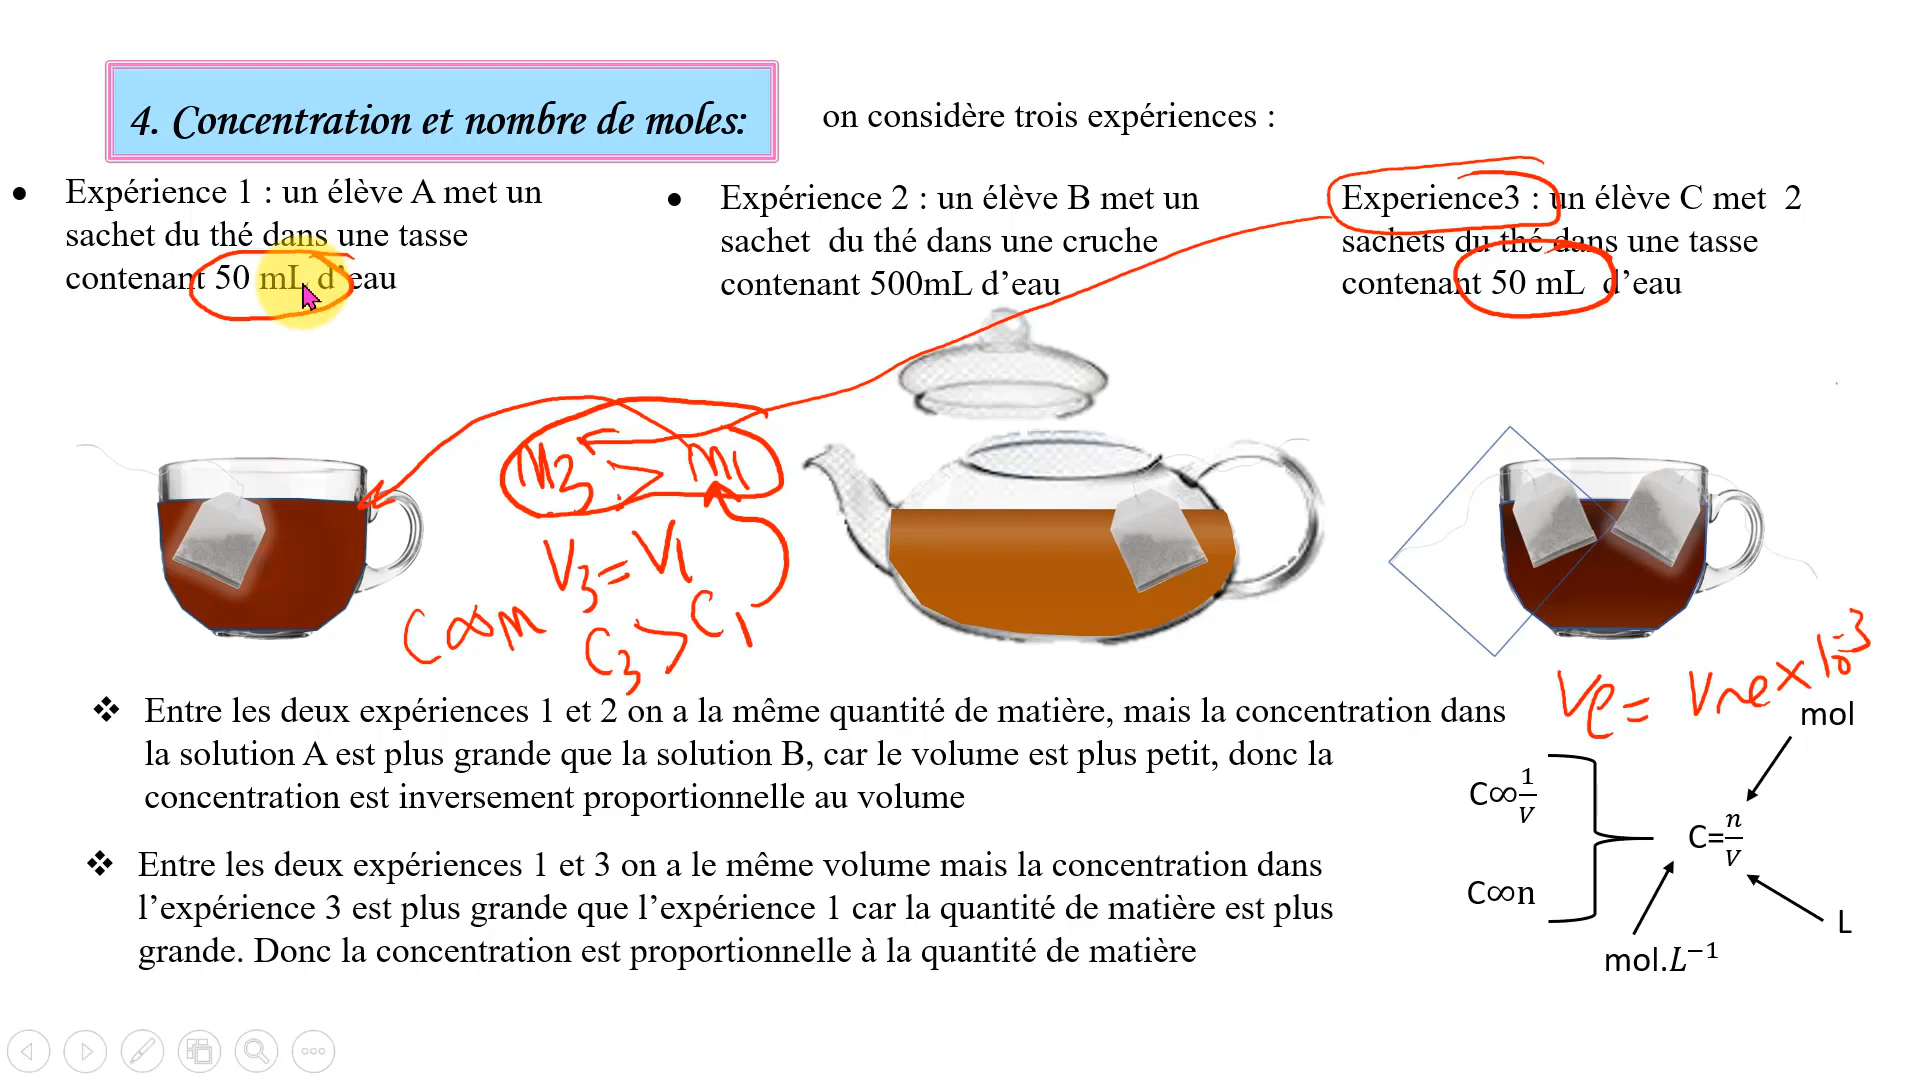 4. Concentration et nombre de moles:
on considère trois expériences :
• Expérience 1 : un élève A met un
sachet du thé dans une tasse
contenant 50 mL d’eau
• Expérience 2 : un élève B met un
sachet du thé dans une cruche
contenant 500mL d’eau
Experience3 : un élève C met 2
sachets du thé dans une tasse
contenant 50 mL d’eau
m3 > m1
V3 = V1
C∞m
C3 > C1
❖ Entre les deux expériences 1 et 2 on a la même quantité de matière, mais la concentration dans
la solution A est plus grande que la solution B, car le volume est plus petit, donc la
concentration est inversement proportionnelle au volume
❖ Entre les deux expériences 1 et 3 on a le même volume mais la concentration dans
l’expérience 3 est plus grande que l’expérience 1 car la quantité de matière est plus
grande. Donc la concentration est proportionnelle à la quantité de matière
x 10^-3
mol
C∞1/V
C=n/V
C∞n
L
mol.L⁻¹